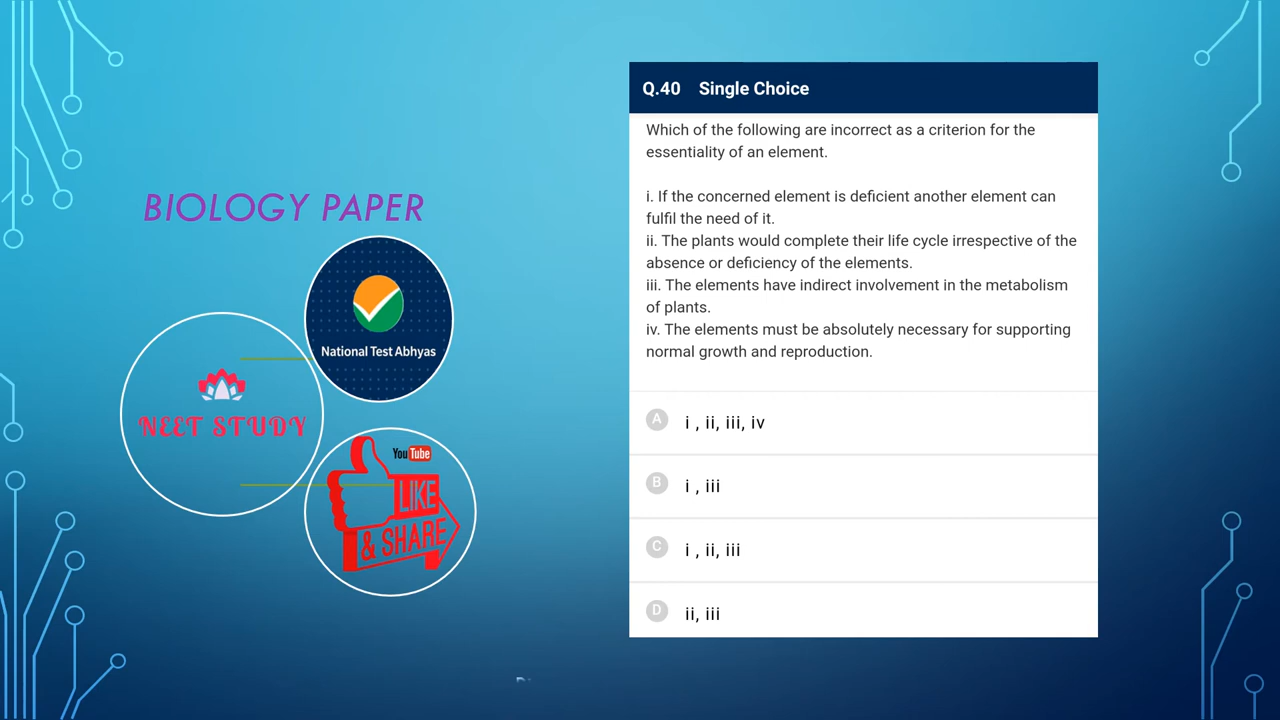 BIOLOGY PAPER
National Test Abhyas
NEET STUDY
YouTube
LIKE
& SHARE
Q.40 Single Choice
Which of the following are incorrect as a criterion for the
essentiality of an element.
i. If the concerned element is deficient another element can
fulfil the need of it.
ii. The plants would complete their life cycle irrespective of the
absence or deficiency of the elements.
iii. The elements have indirect involvement in the metabolism
of plants.
iv. The elements must be absolutely necessary for supporting
normal growth and reproduction.
A i , ii, iii, iv
B i , iii
C i , ii, iii
D ii, iii